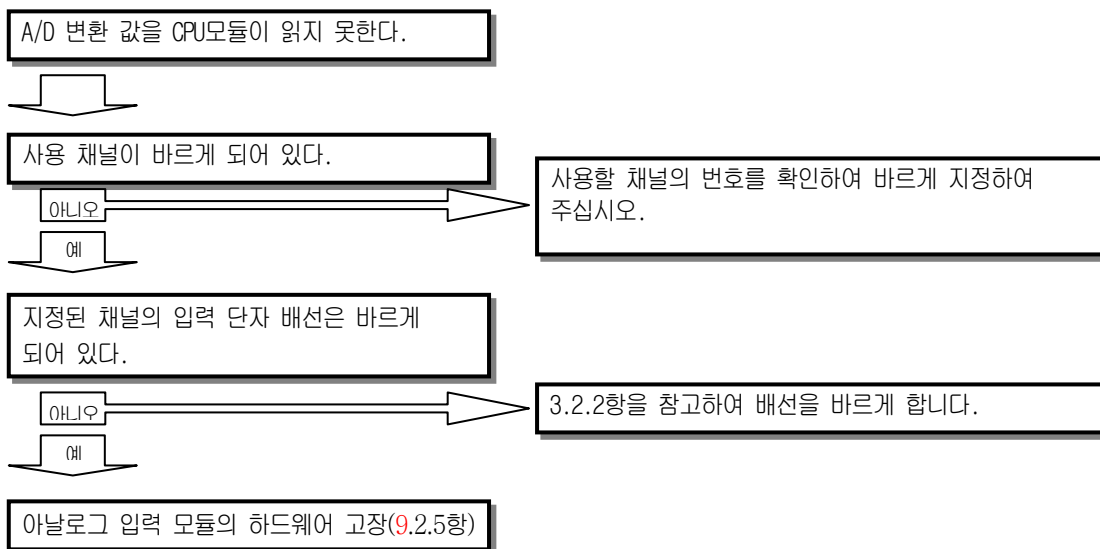 A/D 변환 값을 CPU모듈이 읽지 못한다.
사용 채널이 바르게 되어 있다.
아니오
사용할 채널의 번호를 확인하여 바르게 지정하여
주십시오.
예
지정된 채널의 입력 단자 배선은 바르게
되어 있다.
아니오
3.2.2항을 참고하여 배선을 바르게 합니다.
예
아날로그 입력 모듈의 하드웨어 고장(9.2.5항)